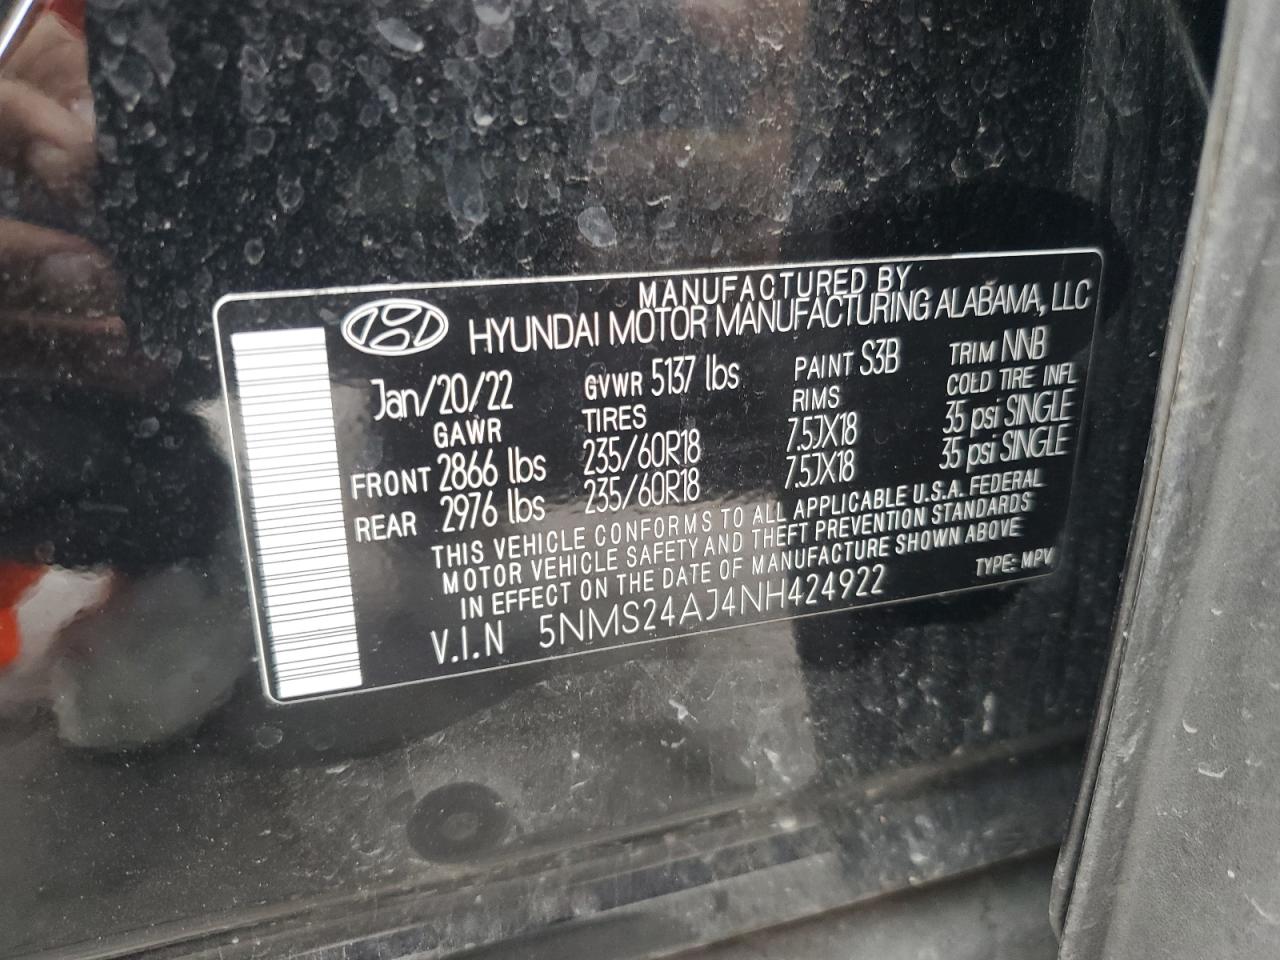 MANUFACTURED BY
HYUNDAI MOTOR MANUFACTURING ALABAMA, LLC
Jan/20/22 GVWR 5137 lbs PAINT S3B TRIM NNB
GAWR TIRES RIMS COLD TIRE INFL
FRONT 2866 lbs 235/60R18 7.5JX18 35 psi SINGLE
REAR 2976 lbs 235/60R18 7.5JX18 35 psi SINGLE
THIS VEHICLE CONFORMS TO ALL APPLICABLE U.S.A. FEDERAL
MOTOR VEHICLE SAFETY AND THEFT PREVENTION STANDARDS
IN EFFECT ON THE DATE OF MANUFACTURE SHOWN ABOVE
V.I.N 5NMS24AJ4NH424922 TYPE: MPV